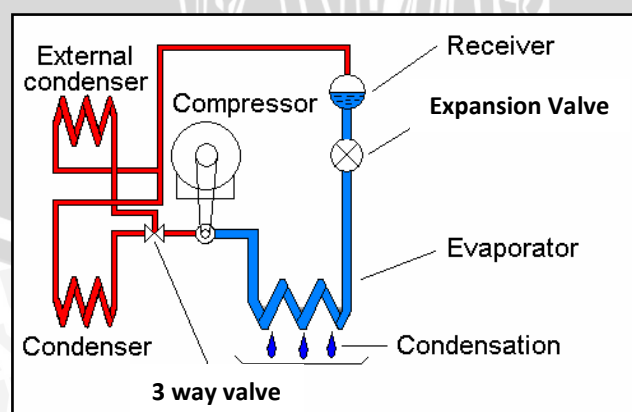 External
condenser
Compressor
Receiver
Expansion Valve
Evaporator
Condenser
Condensation
3 way valve